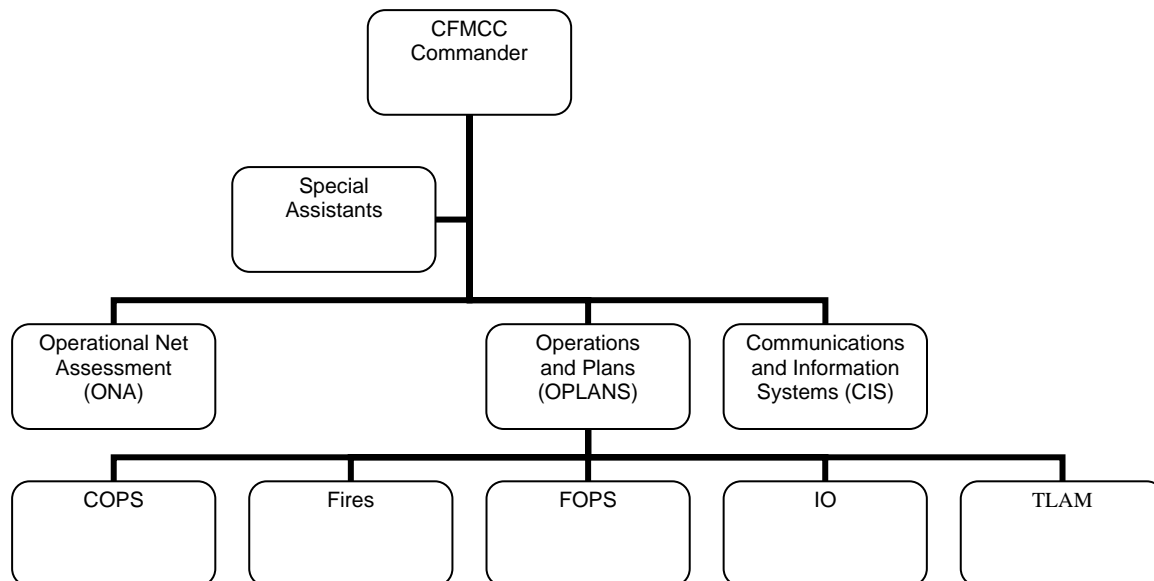 CFMCC
Commander
Special
Assistants
Operational Net
Assessment
(ONA)
Operations
and Plans
(OPLANS)
Communications
and Information
Systems (CIS)
COPS
Fires
FOPS
IO
TLAM